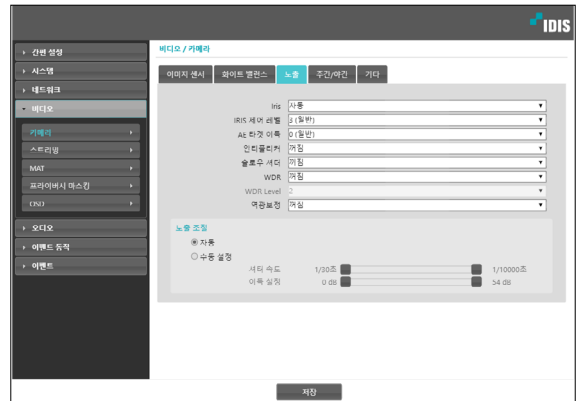 IDIS
간편 설정
시스템
네트워크
비디오
카메라
스트리밍
MAT
프라이버시 마스킹
OSD
오디오
이벤트 동작
이벤트
비디오 / 카메라
이미지 센서 화이트 밸런스 노출 주간/야간 기타
Iris 자동
IRIS 제어 레벨 5 (일반)
AE 타겟 이득 0 (일반)
안티플리커 꺼짐
슬로우 셔터 꺼짐
WDR 꺼짐
WDR Level 2
역광보정 꺼짐
노출 조절
자동
수동 설정
셔터 속도 1/30초 1/10000초
이득 설정 0 dB 54 dB
저장